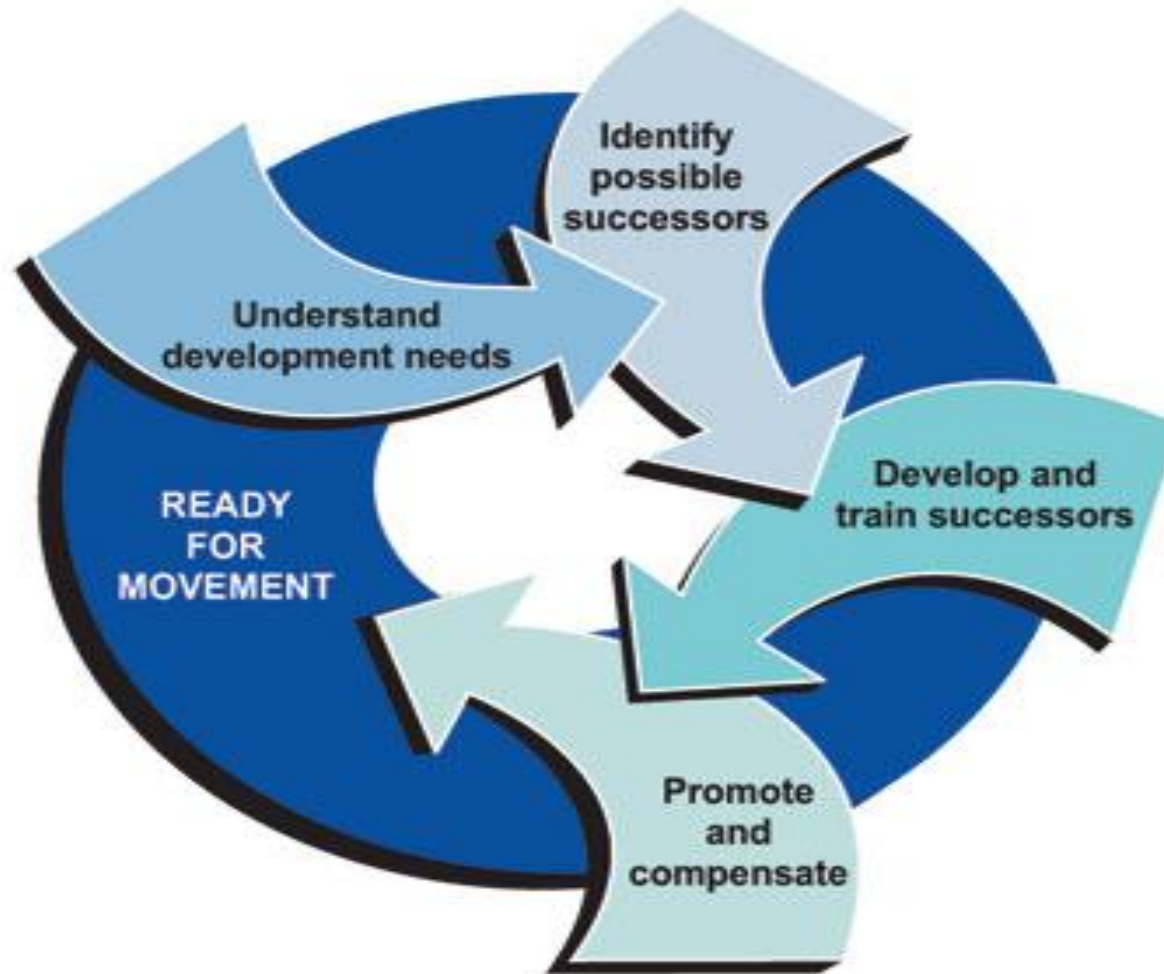 Identify
possible
successors
Understand
development needs
Develop and
train successors
READY
FOR
MOVEMENT
Promote
and
compensate